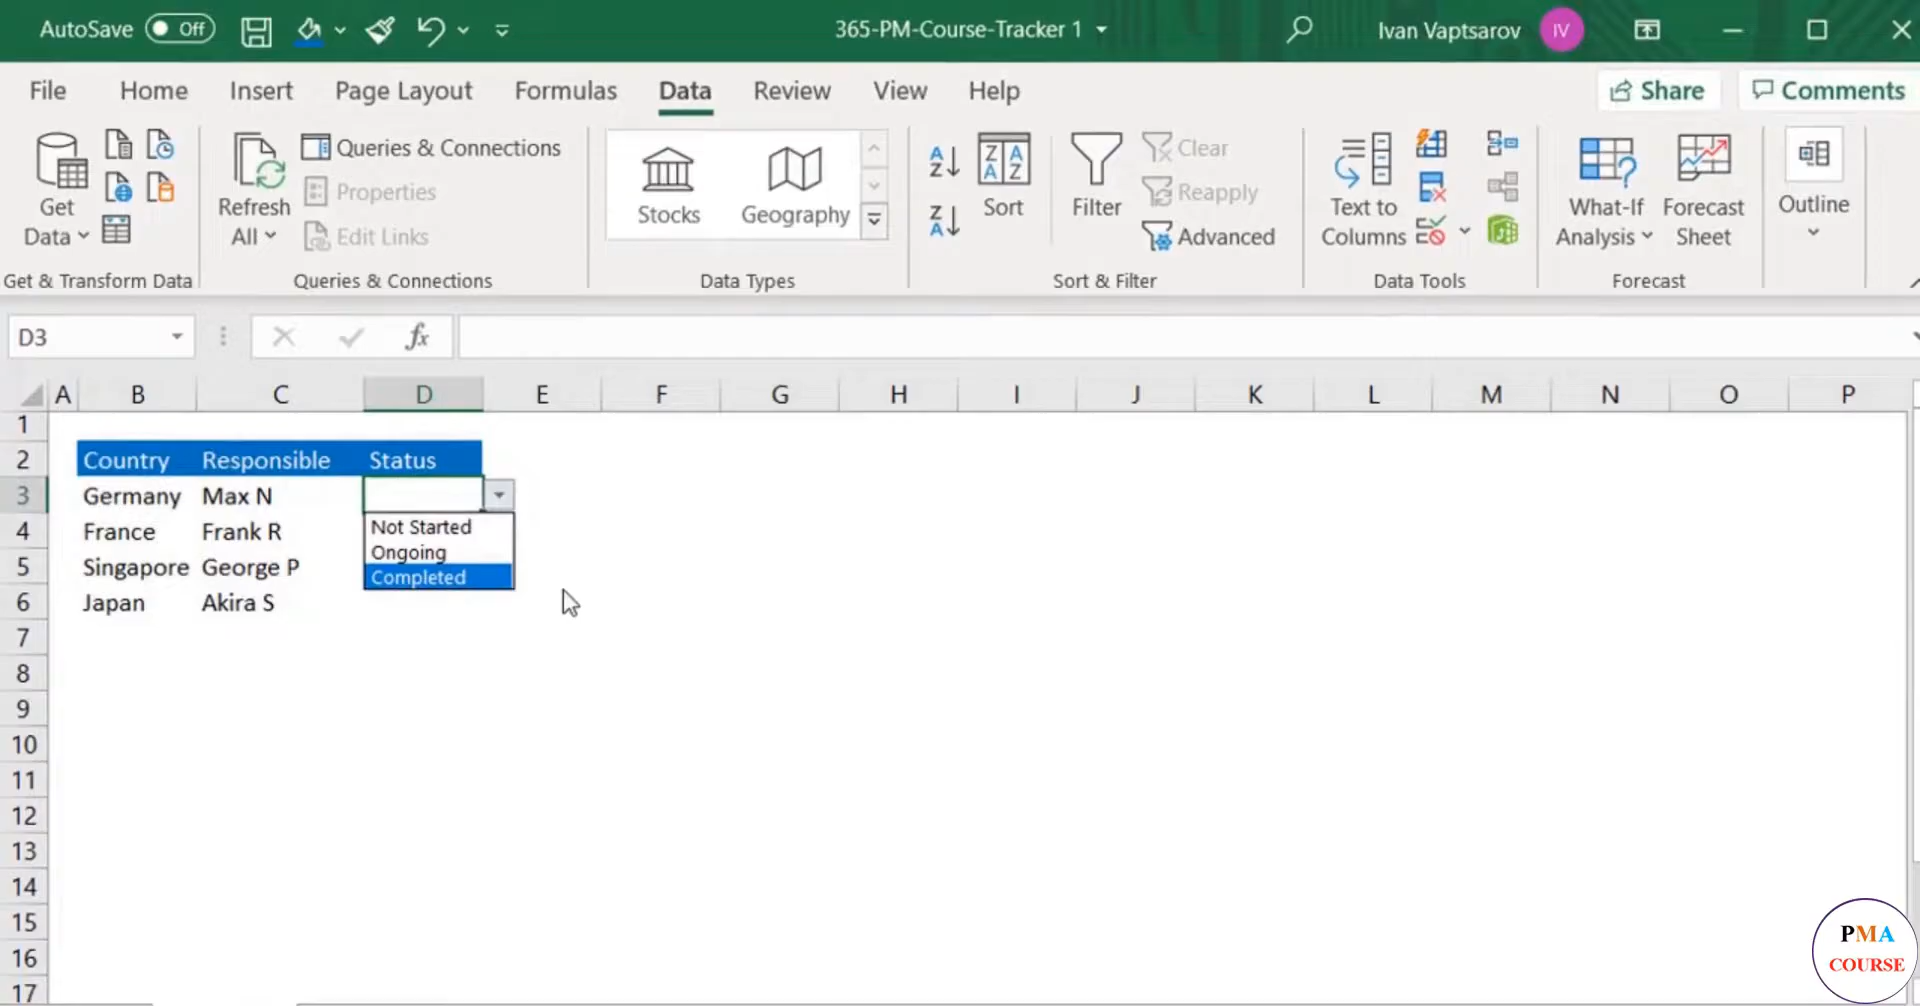 AutoSave Off 365-PM-Course-Tracker 1 Ivan Vaptsarov IV
File Home Insert Page Layout Formulas Data Review View Help Share Comments
Get Data
Refresh All
Queries & Connections
Properties
Edit Links
Stocks
Geography
Sort
Filter
Clear
Reapply
Advanced
Text to Columns
What-If Analysis
Forecast Sheet
Outline
Get & Transform Data Queries & Connections Data Types Sort & Filter Data Tools Forecast
D3 fx
A B C D E F G H I J K L M N O P
1
2 Country Responsible Status
3 Germany Max N
4 France Frank R
5 Singapore George P
6 Japan Akira S
Not Started
Ongoing
Completed
7
8
9
10
11
12
13
14
15
16
17
PMA
COURSE